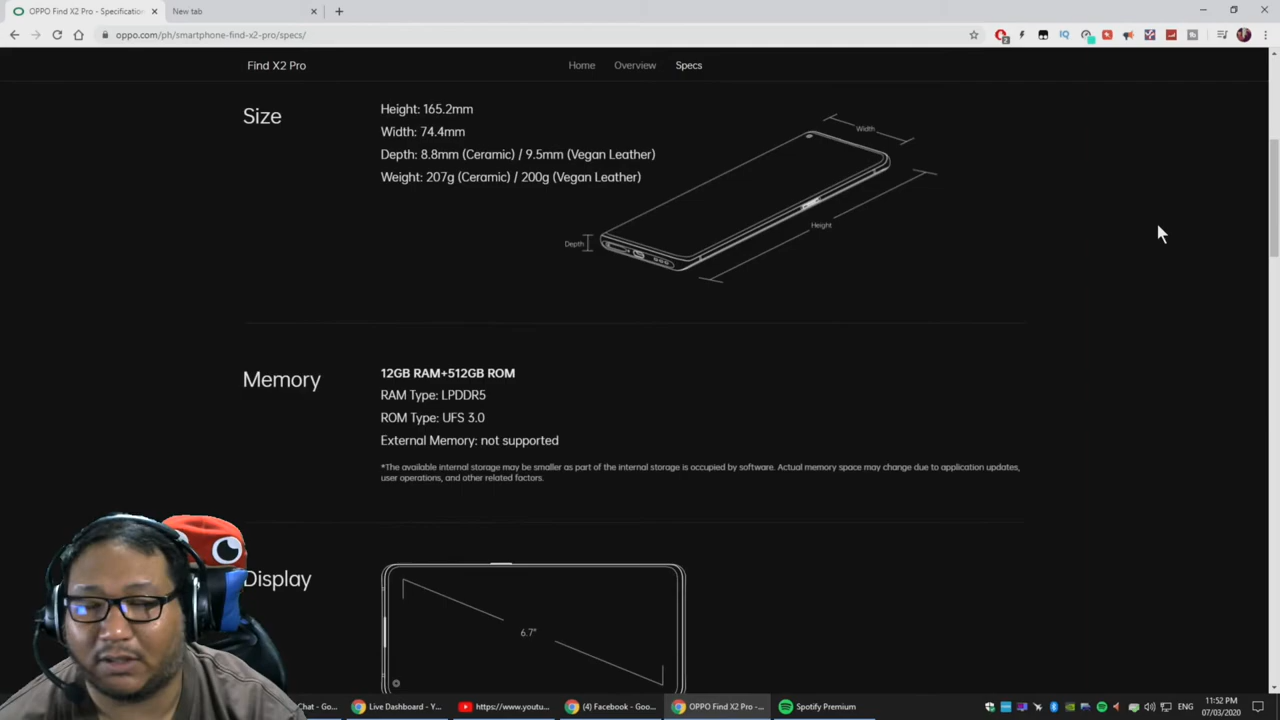 OPPO Find X2 Pro - Specification
New tab
oppo.com/ph/smartphone-find-x2-pro/specs/
Find X2 Pro
Home
Overview
Specs
Size
Height: 165.2mm
Width: 74.4mm
Depth: 8.8mm (Ceramic) / 9.5mm (Vegan Leather)
Weight: 207g (Ceramic) / 200g (Vegan Leather)
Width
Height
Depth
Memory
12GB RAM+512GB ROM
RAM Type: LPDDR5
ROM Type: UFS 3.0
External Memory: not supported
*The available internal storage may be smaller as part of the internal storage is occupied by software. Actual memory space may change due to application updates,
user operations, and other related factors.
Display
6.7"
Chat - Go...
Live Dashboard - Y...
https://www.youtu...
(4) Facebook - Goo...
OPPO Find X2 Pro -...
Spotify Premium
ENG
11:52 PM
07/03/2020